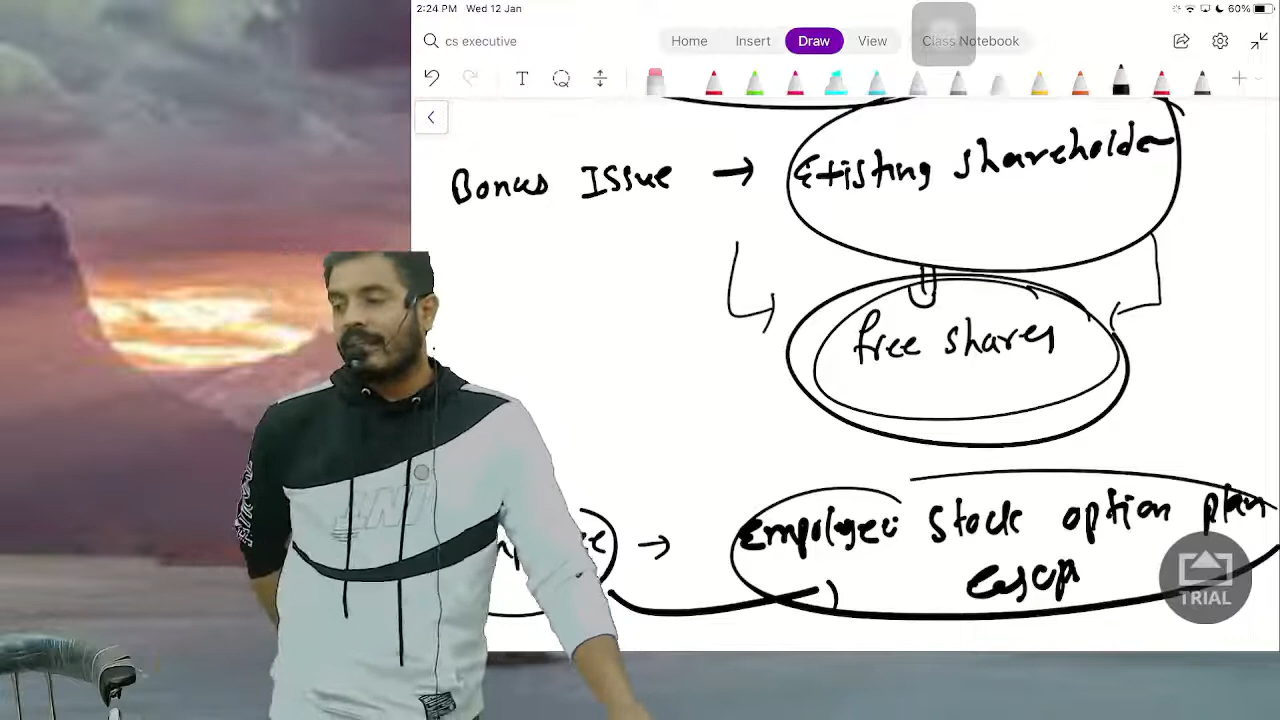 2:24 PM Wed 12 Jan
60%
cs executive
Home Insert Draw View Class Notebook
T
Bonus Issue → Existing shareholder
free shares
→ Employee stock option plan
ESOP
TRIAL